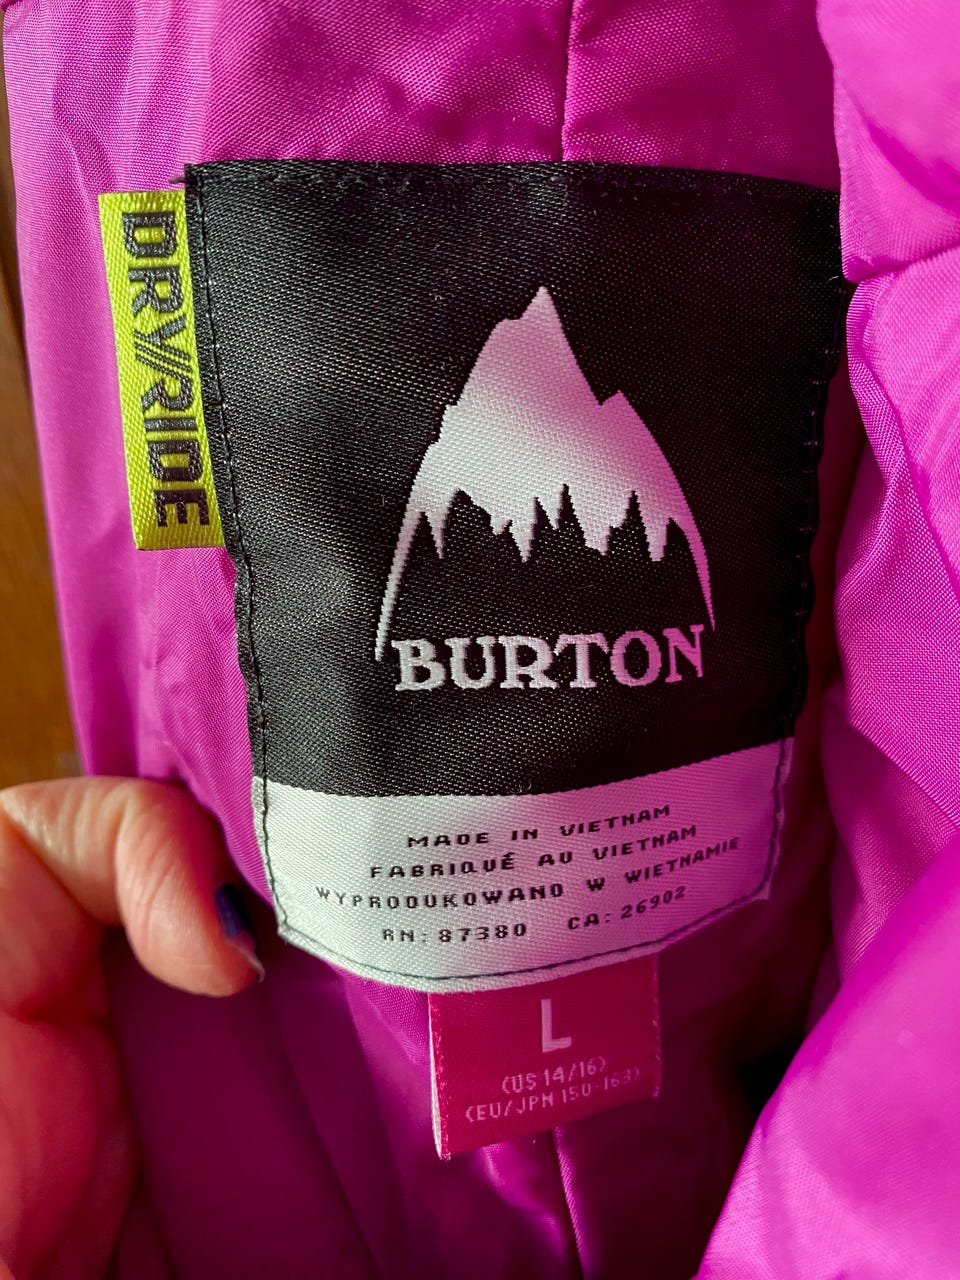 DRY//RIDE
BURTON
MADE IN VIETNAM
FABRIQUÉ AU VIETNAM
WYPRODUKOWANO W WIETNAMIE
RN: 87380 CA: 26902
L
(US 14/16)
(EU/JPN 150-163)